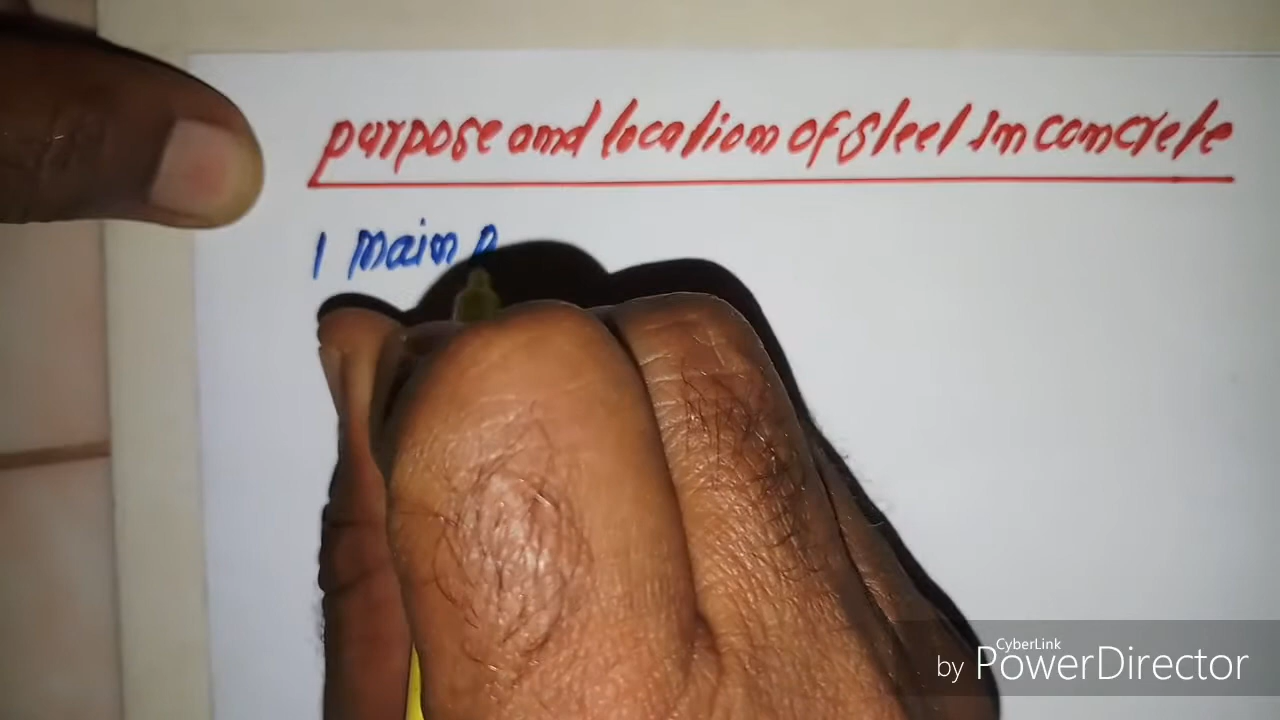 purpose and location of steel in concrete
1 Main
CyberLink
by PowerDirector